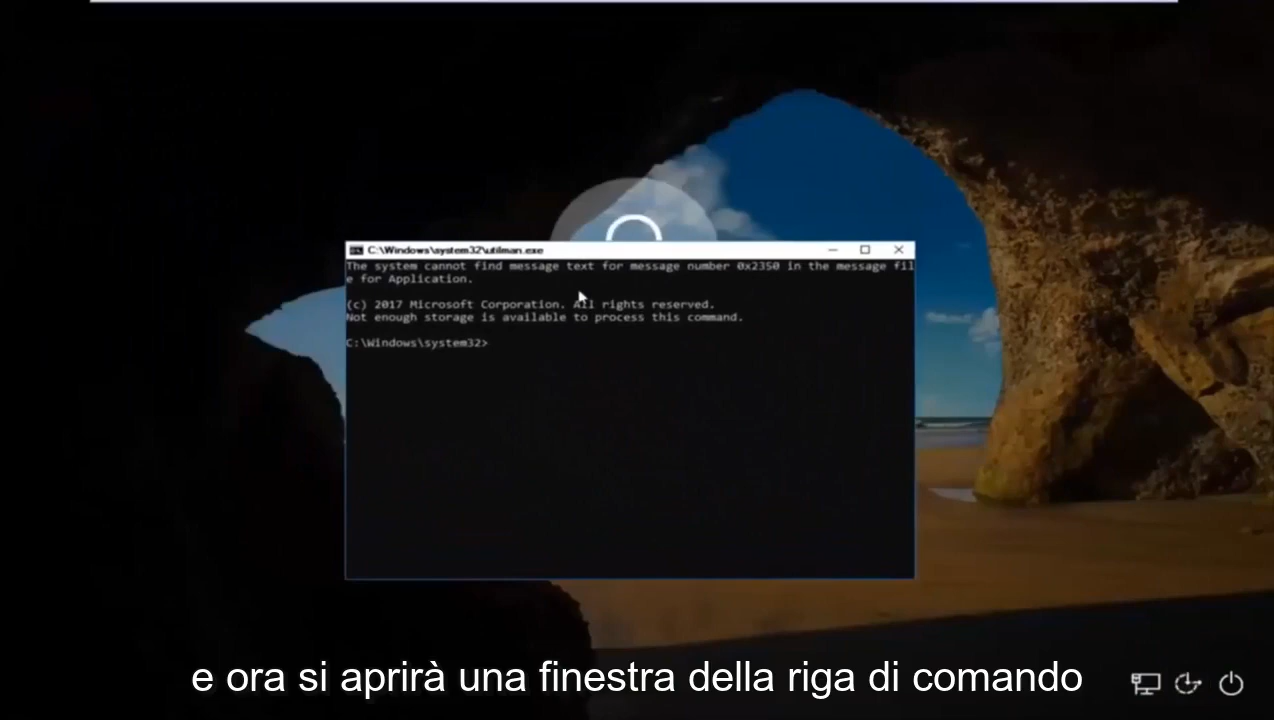 C:\Windows\system32\utilman.exe
The system cannot find message text for message number 0x2350 in the message fil
e for Application.
(c) 2017 Microsoft Corporation. All rights reserved.
Not enough storage is available to process this command.
C:\Windows\system32>
e ora si aprirà una finestra della riga di comando